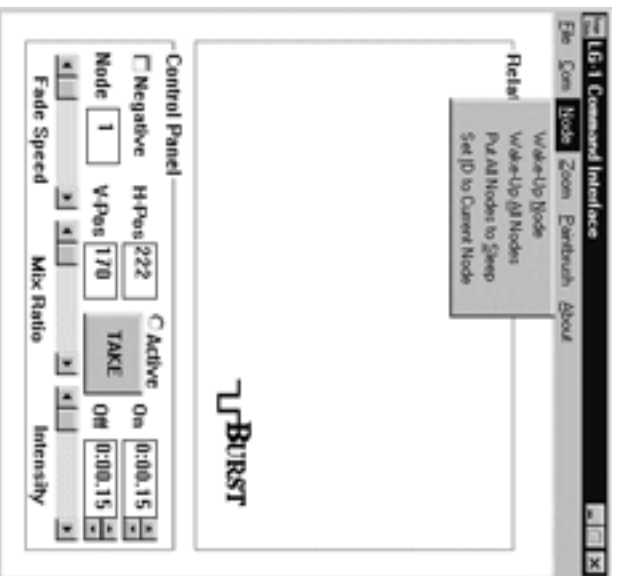 LG-1 Command Interface
File Com Node Zoom Paintbrush About
Relat
Wake-Up Node
Wake-Up All Nodes
Put All Nodes to Sleep
Set ID to Current Node
BURST
Control Panel
Negative H-Pos 222 Active On 0:00.15
Node 1 V-Pos 170 TAKE Off 0:00.15
Fade Speed Mix Ratio Intensity